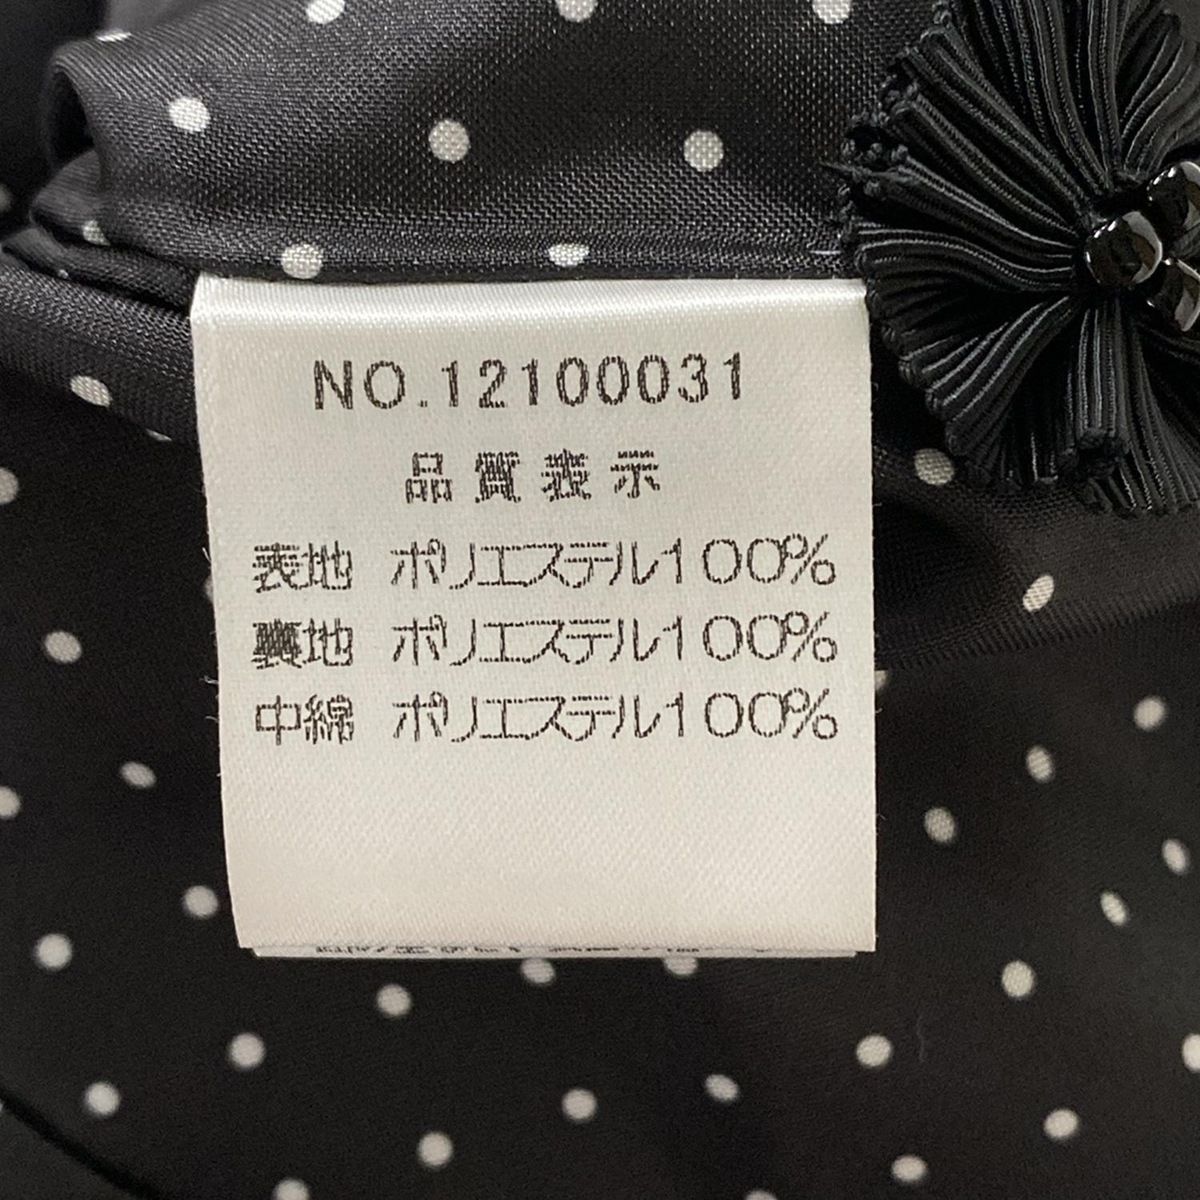 NO.12100031
品質表示
表地 ポリエステル100%
裏地 ポリエステル100%
中綿 ポリエステル100%